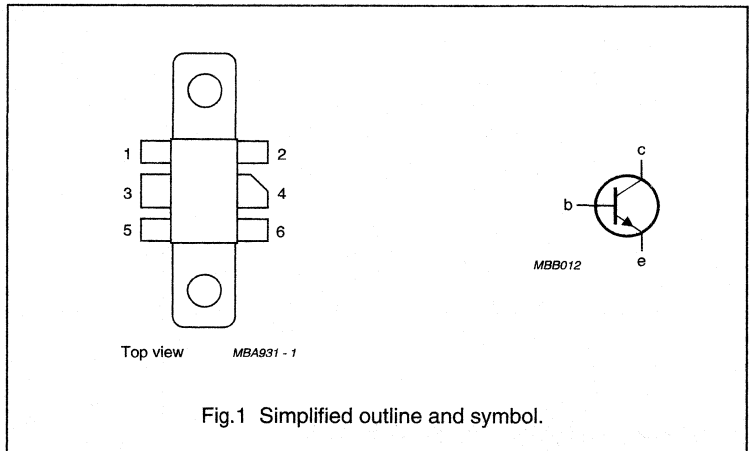 1 2
3 4
5 6
Top view MBA931 - 1
c
b
e
MBB012
Fig.1 Simplified outline and symbol.